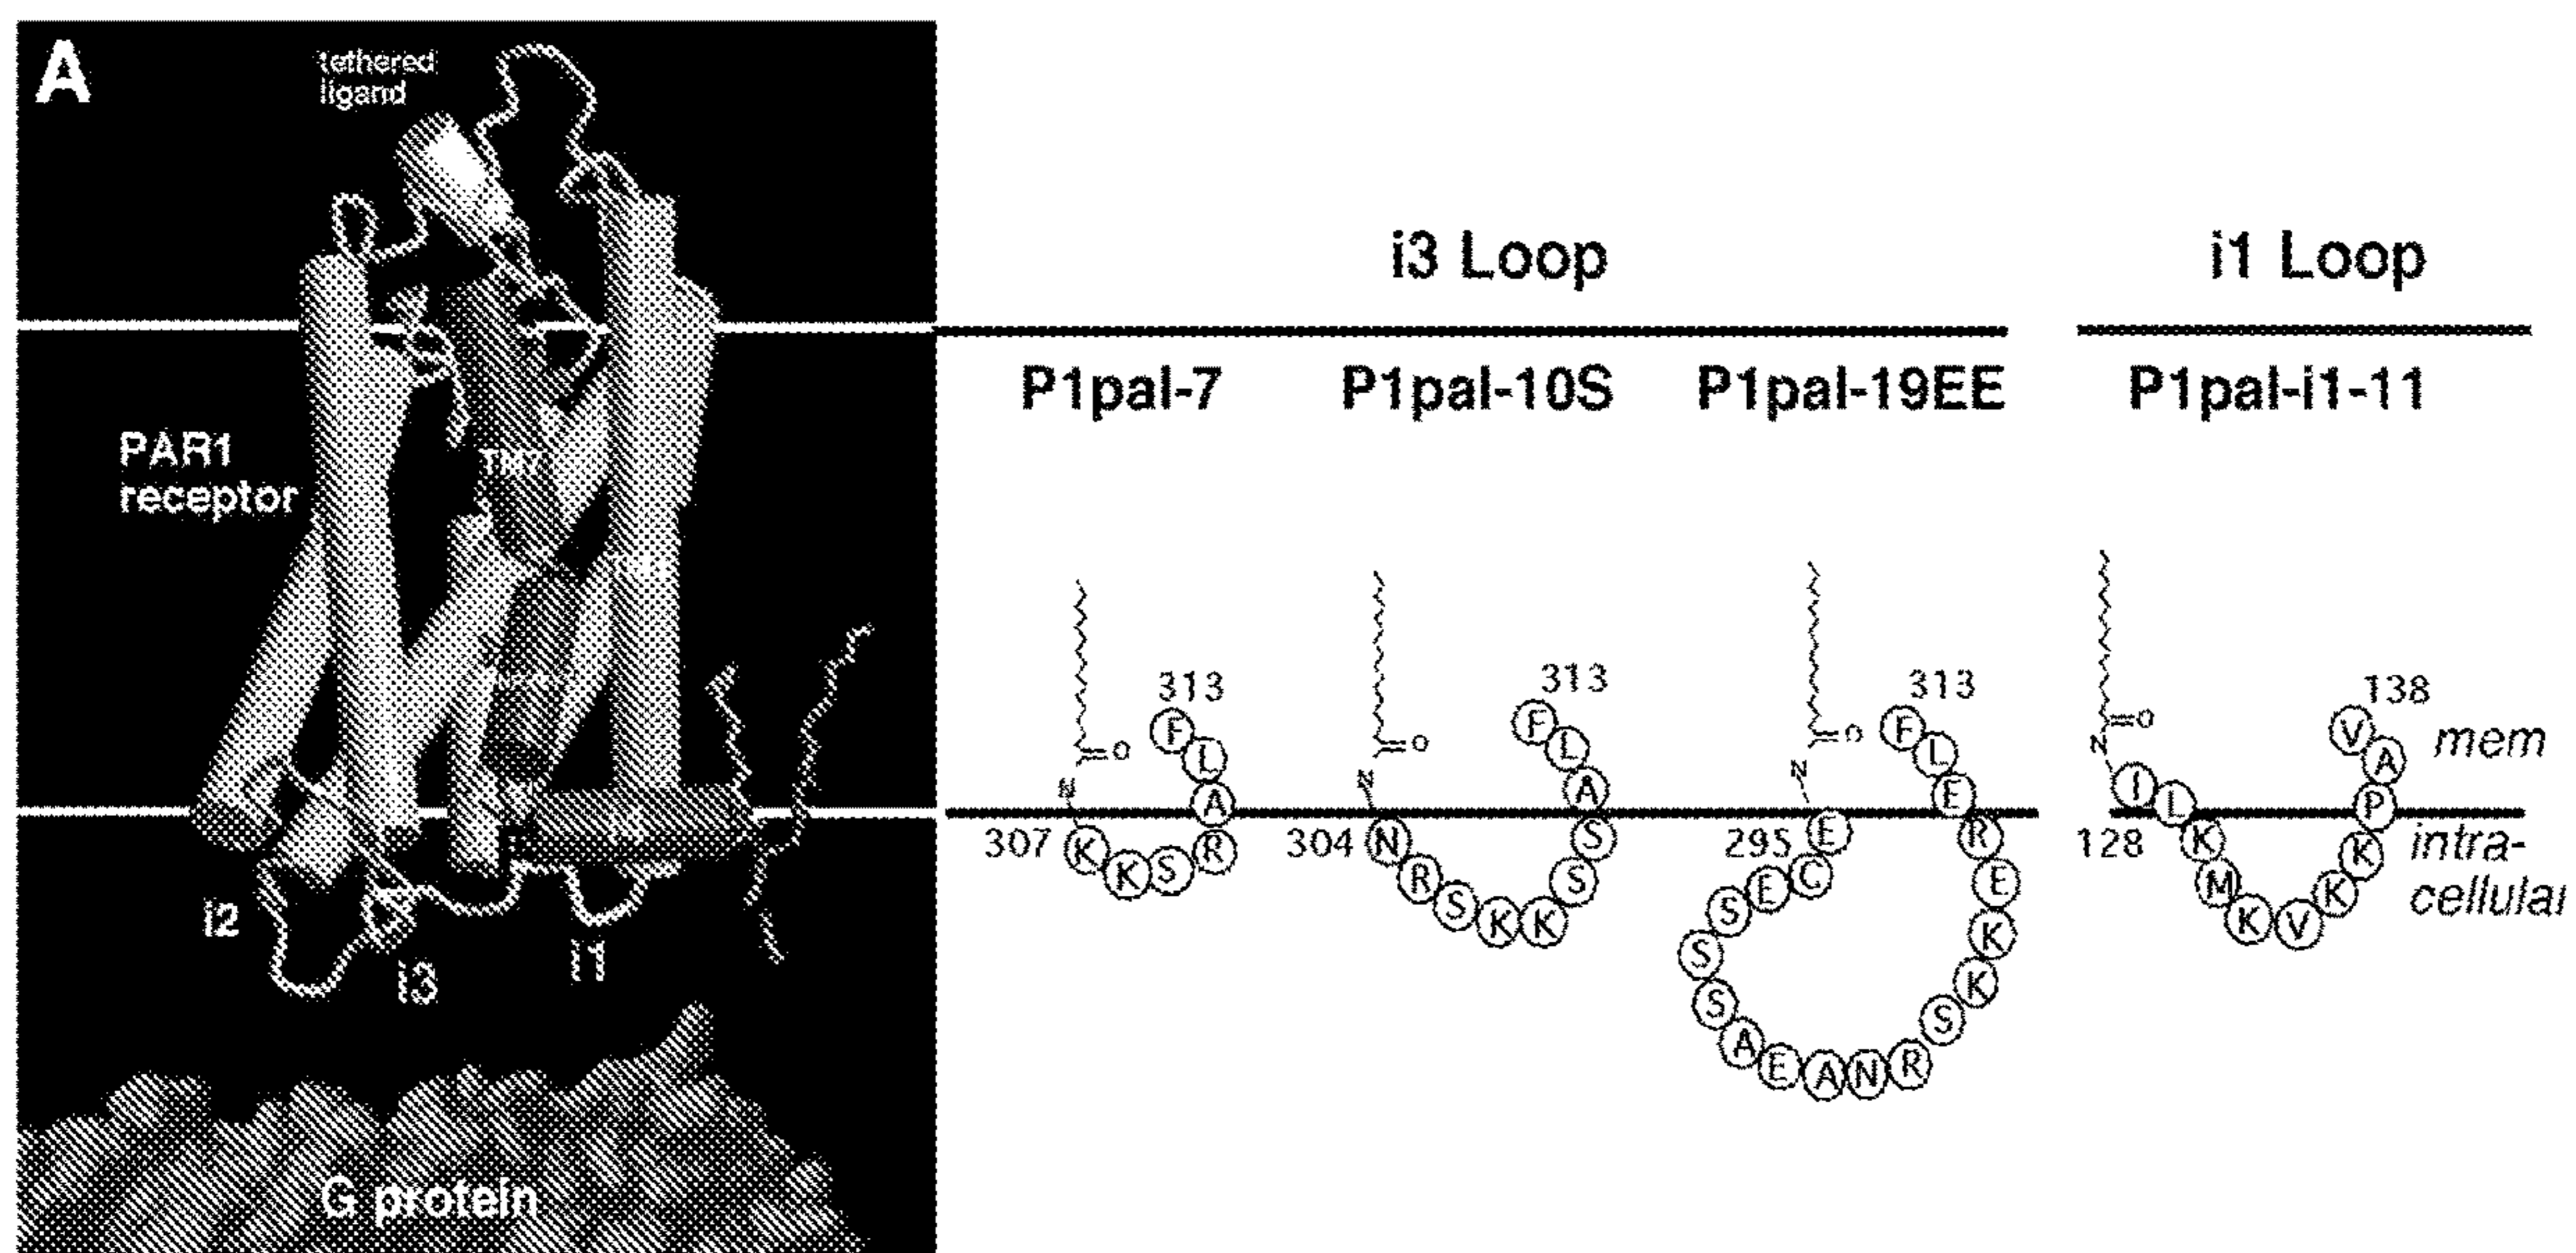 A
tethered
ligand
PAR1
receptor
TM7
i2
i3
i1
G protein
i3 Loop
i1 Loop
P1pal-7
P1pal-10S
P1pal-19EE
P1pal-i1-11
N
O
307
K K S R A L F
313
N
O
304
N R S K K S S A L F
313
N
O
295
E C E S S S A E A N R S K K E R E L F
313
N
O
128
I L K M K V K K P A V
138
mem
intra-
cellular